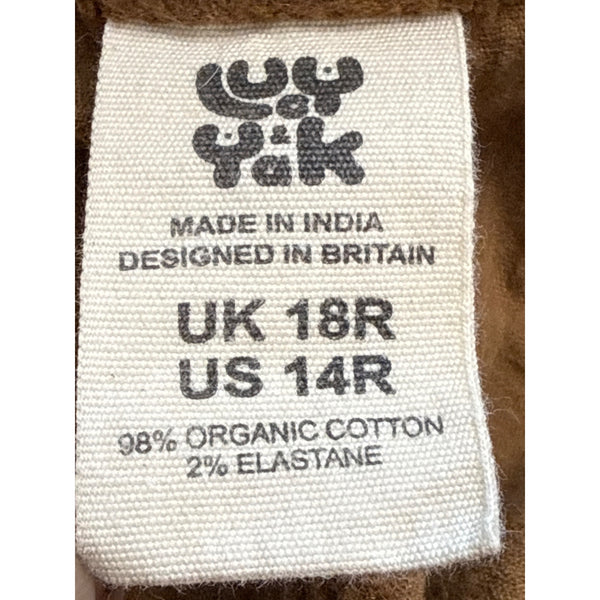 Lucy
&
Yak
MADE IN INDIA
DESIGNED IN BRITAIN
UK 18R
US 14R
98% ORGANIC COTTON
2% ELASTANE